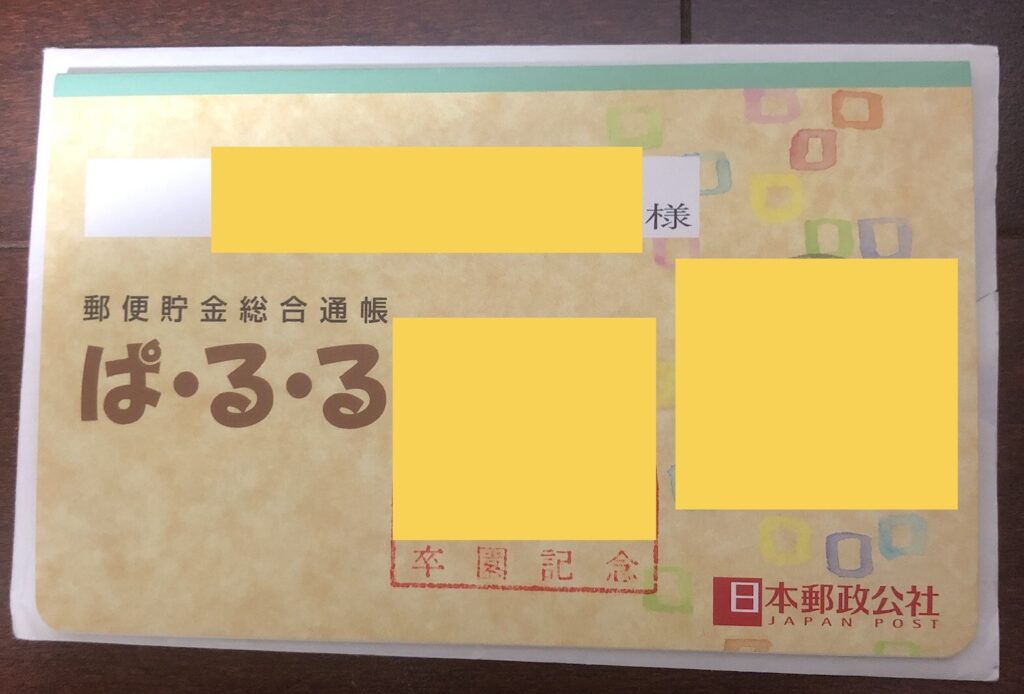 様
郵便貯金総合通帳
ぱ・る・る
卒園記念
日本郵政公社
JAPAN POST